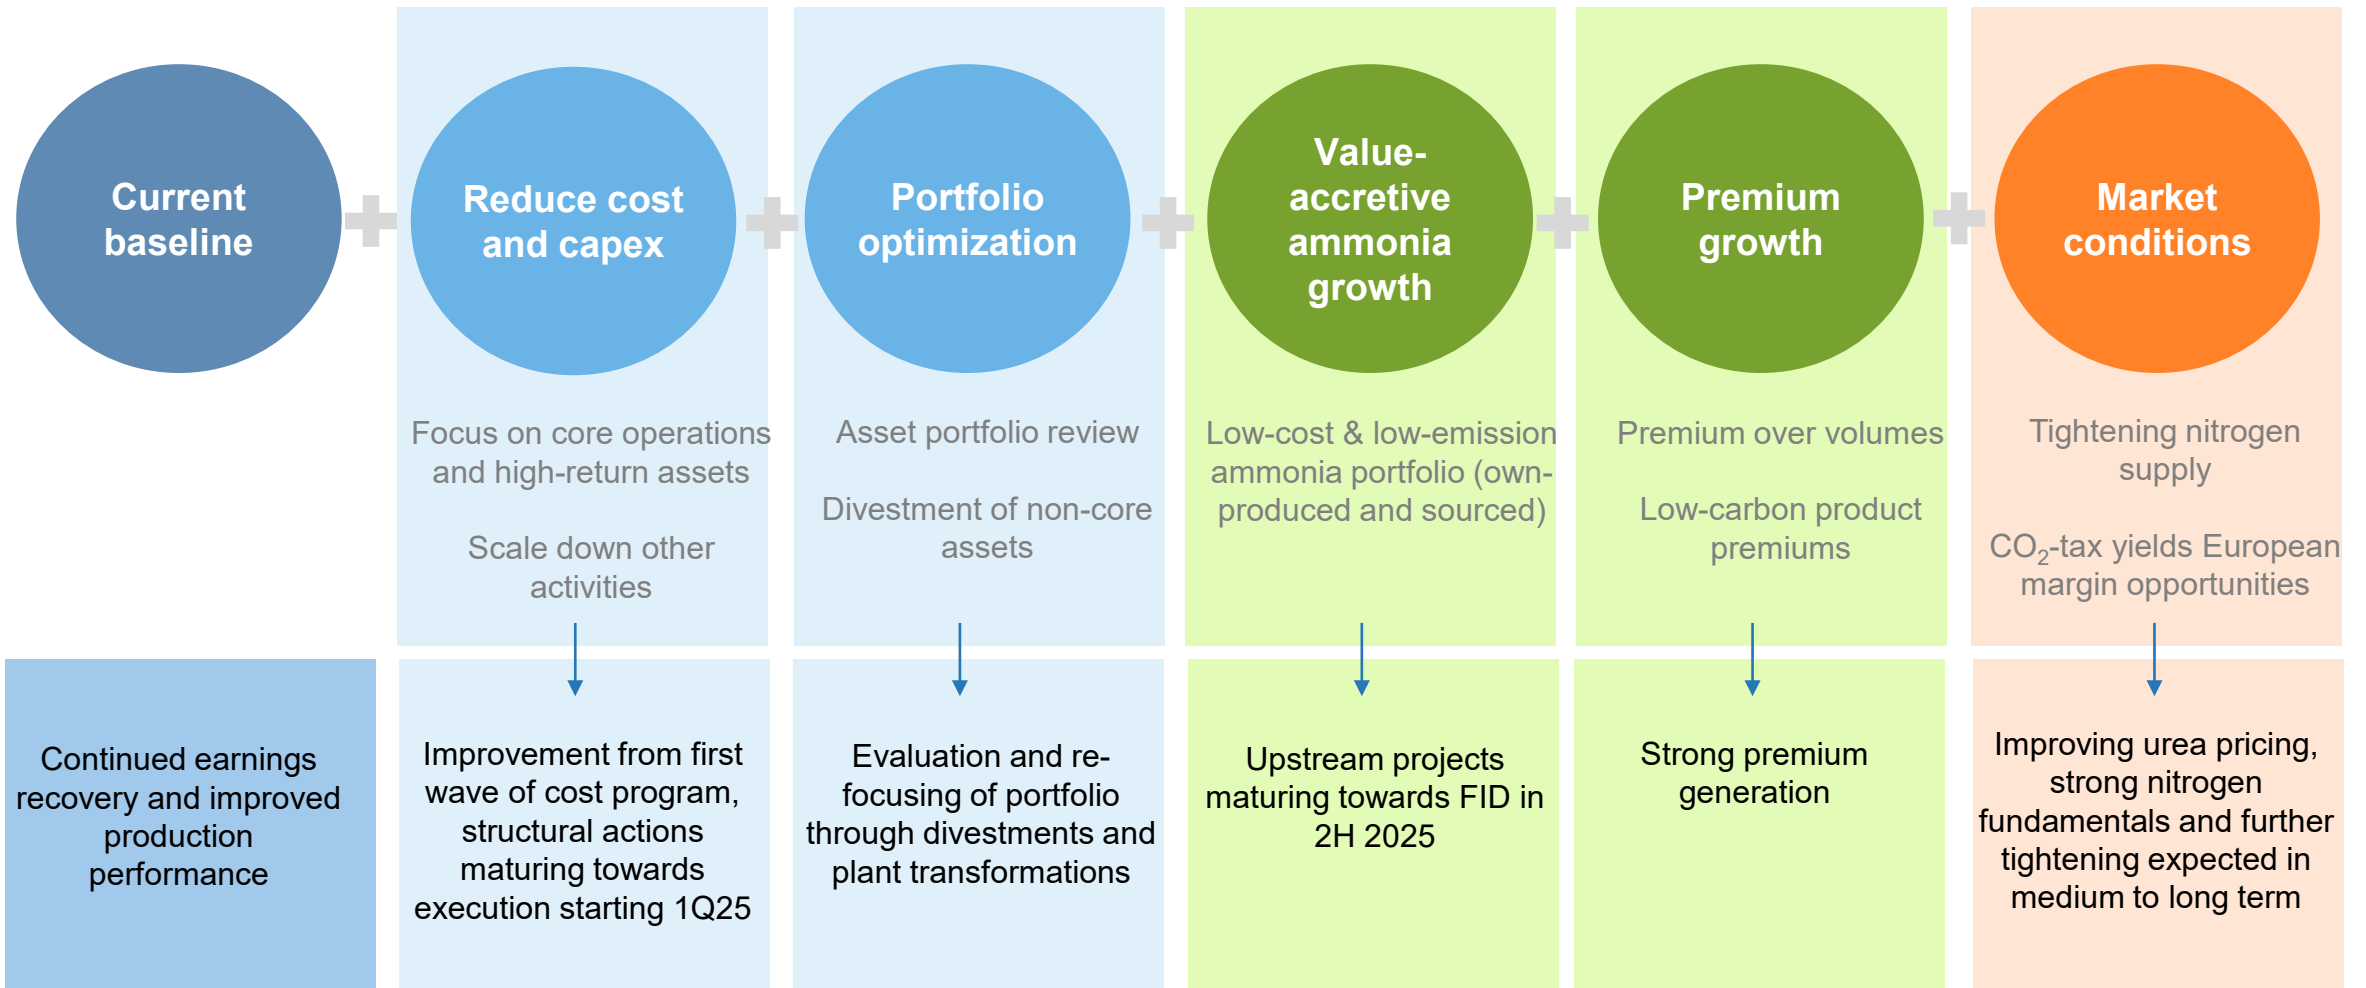 Current
baseline
Reduce cost
and capex
Portfolio
optimization
Value-
accretive
ammonia
growth
Premium
growth
Market
conditions
Focus on core operations
and high-return assets
Scale down other
activities
Asset portfolio review
Divestment of non-core
assets
Low-cost & low-emission
ammonia portfolio (own-
produced and sourced)
Premium over volumes
Low-carbon product
premiums
Tightening nitrogen
supply
CO₂-tax yields European
margin opportunities
Continued earnings
recovery and improved
production
performance
Improvement from first
wave of cost program,
structural actions
maturing towards
execution starting 1Q25
Evaluation and re-
focusing of portfolio
through divestments and
plant transformations
Upstream projects
maturing towards FID in
2H 2025
Strong premium
generation
Improving urea pricing,
strong nitrogen
fundamentals and further
tightening expected in
medium to long term